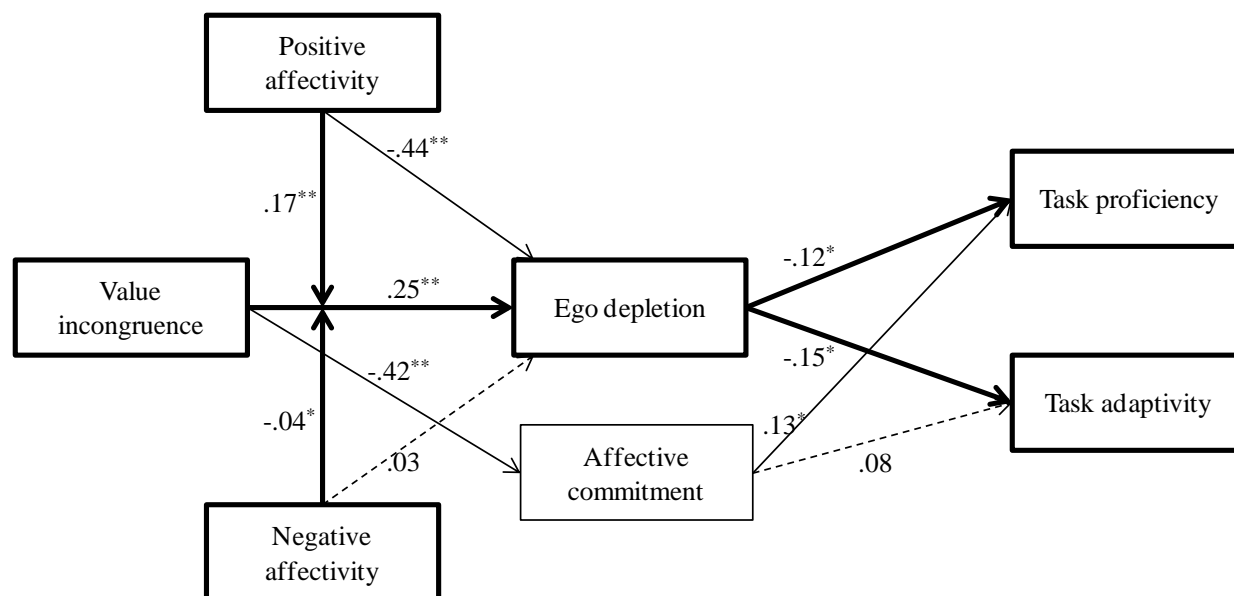 Positive
affectivity
-.44**
Task proficiency
.17**
-.12*
Value
incongruence
.25**
Ego depletion
-.15*
-.42**
Task adaptivity
-.04*
.03
Affective
commitment
.13*
.08
Negative
affectivity